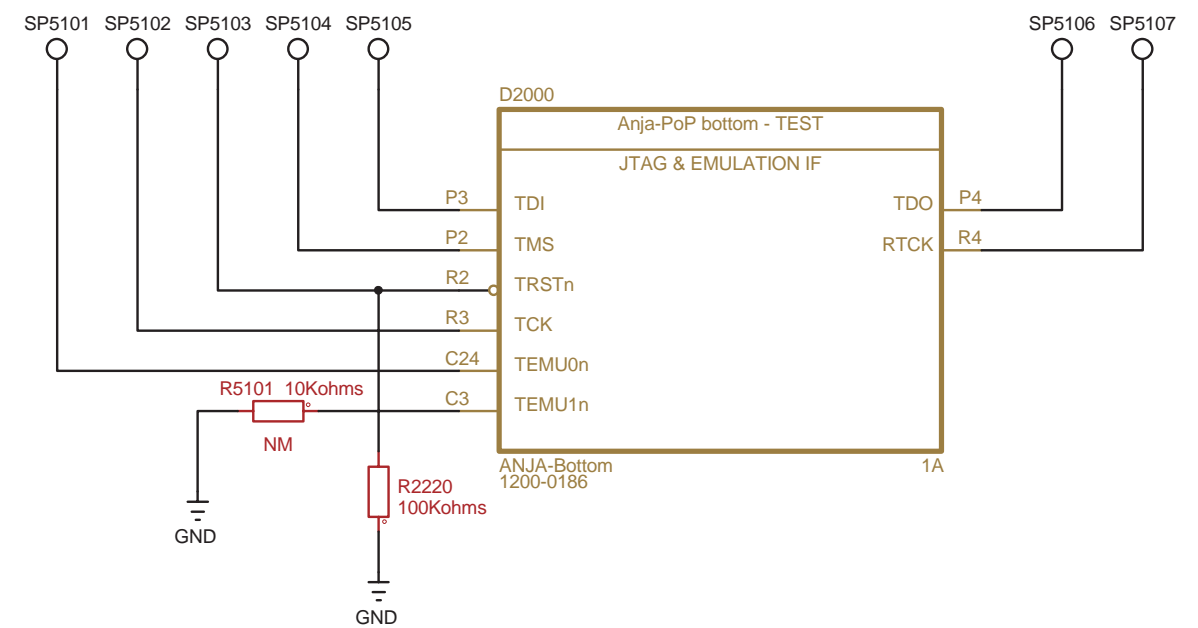 SP5101 SP5102 SP5103 SP5104 SP5105
SP5106 SP5107
D2000
Anja-PoP bottom - TEST
JTAG & EMULATION IF
P3 TDI
TDO P4
P2 TMS
RTCK R4
R2 TRSTn
R3 TCK
C24 TEMU0n
R5101 10Kohms
C3 TEMU1n
NM
ANJA-Bottom
1A
1200-0186
R2220
100Kohms
GND
GND